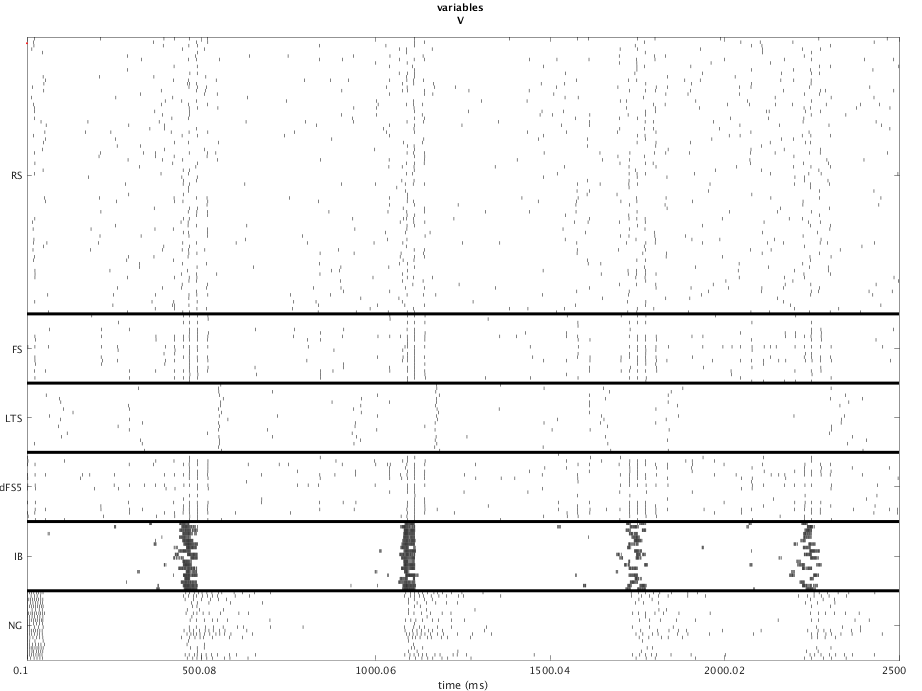 variables
V
RS
FS
LTS
dFS5
IB
NG
0.1
500.08
1000.06
1500.04
2000.02
2500
time (ms)